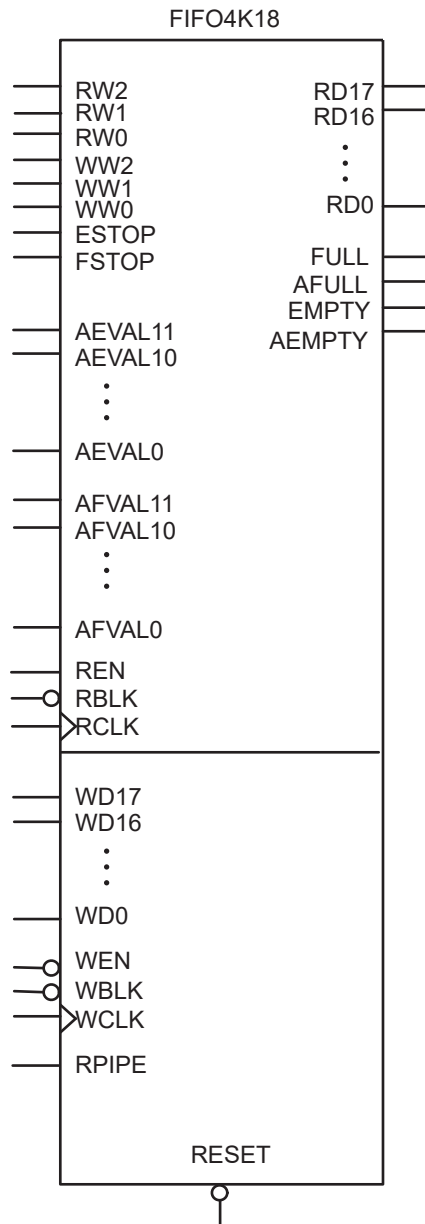 FIFO4K18
RW2
RW1
RW0
WW2
WW1
WW0
ESTOP
FSTOP
AEVAL11
AEVAL10
AEVAL0
AFVAL11
AFVAL10
AFVAL0
REN
RBLK
RCLK
RD17
RD16
RD0
FULL
AFULL
EMPTY
AEMPTY
WD17
WD16
WD0
WEN
WBLK
WCLK
RPIPE
RESET